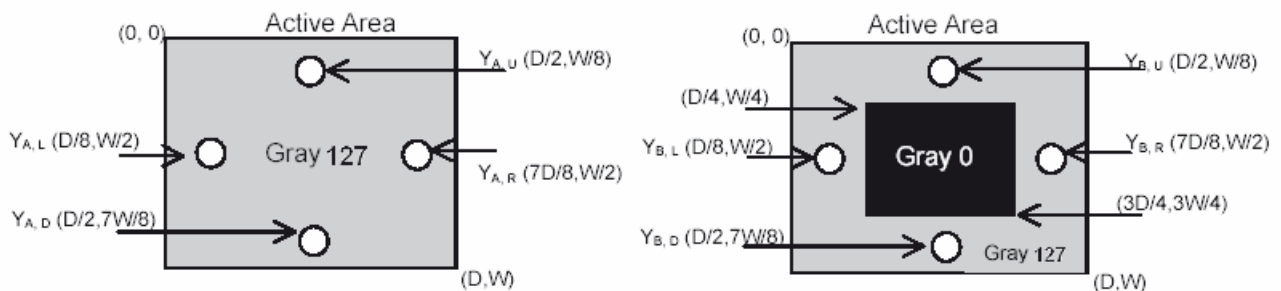 Active Area
(0, 0)
Y_A, U (D/2,W/8)
Y_A, L (D/8,W/2)
Gray 127
Y_A, R (7D/8,W/2)
Y_A, D (D/2,7W/8)
(D,W)
Active Area
(0, 0)
Y_B, U (D/2,W/8)
(D/4,W/4)
Y_B, L (D/8,W/2)
Gray 0
Y_B, R (7D/8,W/2)
(3D/4,3W/4)
Y_B, D (D/2,7W/8)
Gray 127
(D,W)